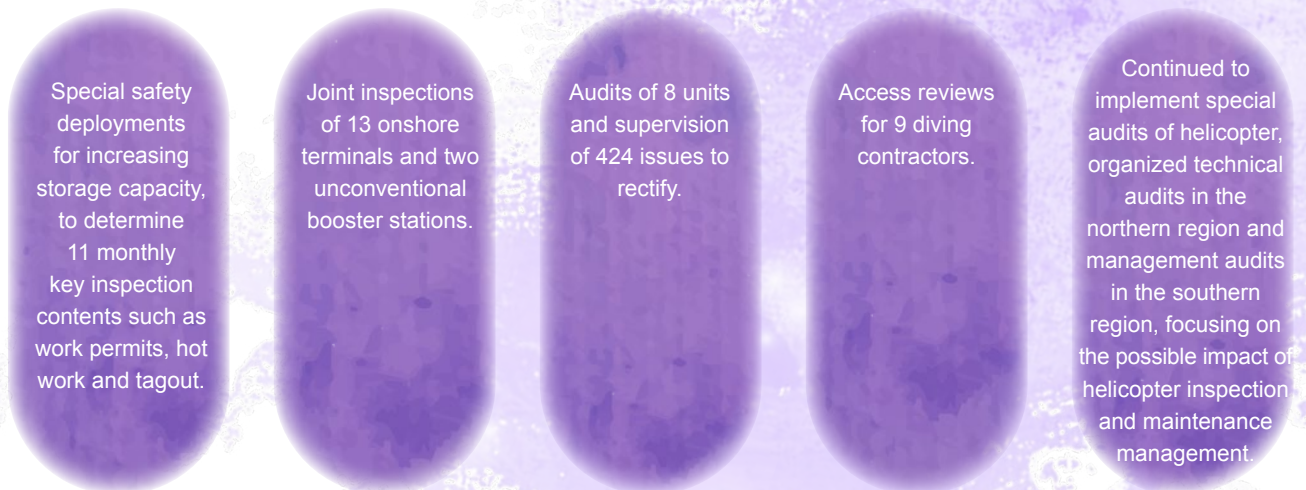 Special safety
deployments
for increasing
storage capacity,
to determine
11 monthly
key inspection
contents such as
work permits, hot
work and tagout.
Joint inspections
of 13 onshore
terminals and two
unconventional
booster stations.
Audits of 8 units
and supervision
of 424 issues to
rectify.
Access reviews
for 9 diving
contractors.
Continued to
implement special
audits of helicopter,
organized technical
audits in the
northern region and
management audits
in the southern
region, focusing on
the possible impact of
helicopter inspection
and maintenance
management.